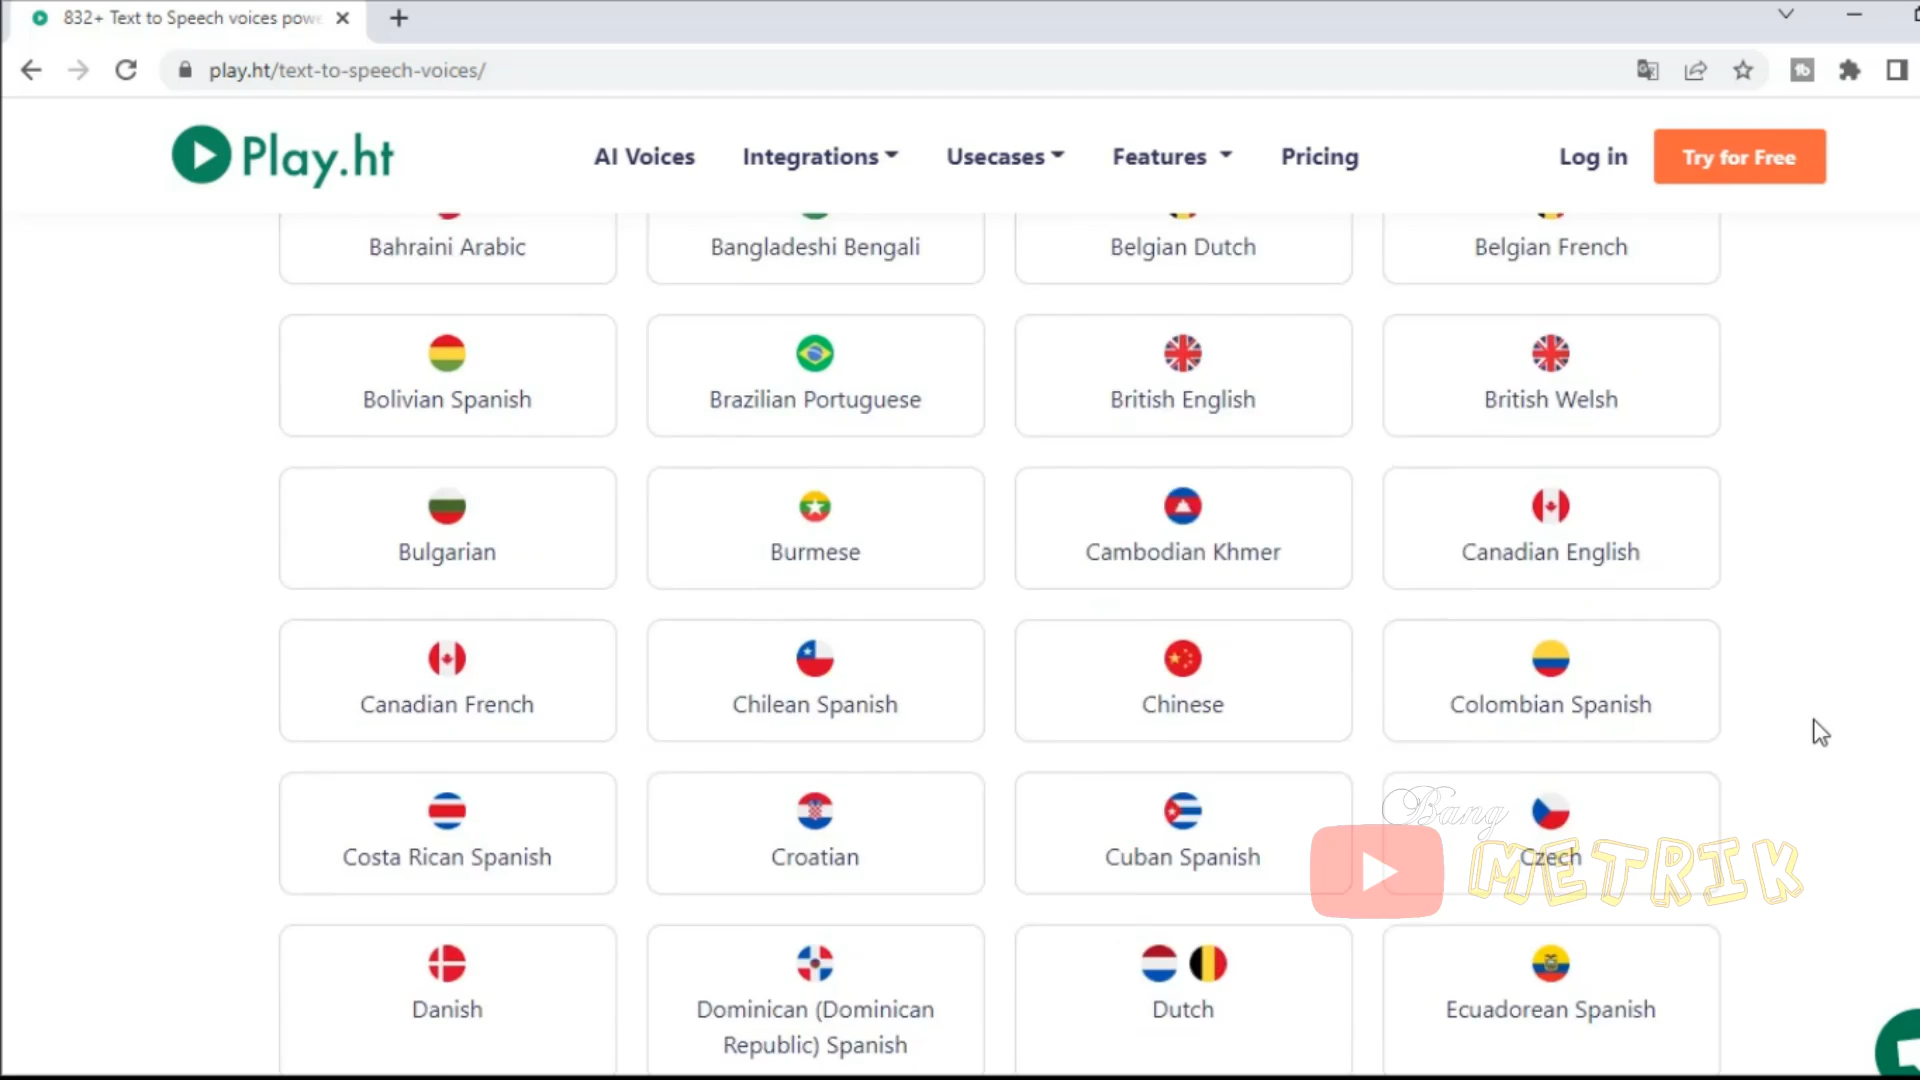 832+ Text to Speech voices powe
play.ht/text-to-speech-voices/
Play.ht
AI Voices Integrations Usecases Features Pricing Log in Try for Free
Bahraini Arabic Bangladeshi Bengali Belgian Dutch Belgian French
Bolivian Spanish Brazilian Portuguese British English British Welsh
Bulgarian Burmese Cambodian Khmer Canadian English
Canadian French Chilean Spanish Chinese Colombian Spanish
Bang
Costa Rican Spanish Croatian Cuban Spanish Czech
METRIK
Danish Dominican (Dominican Republic) Spanish Dutch Ecuadorean Spanish